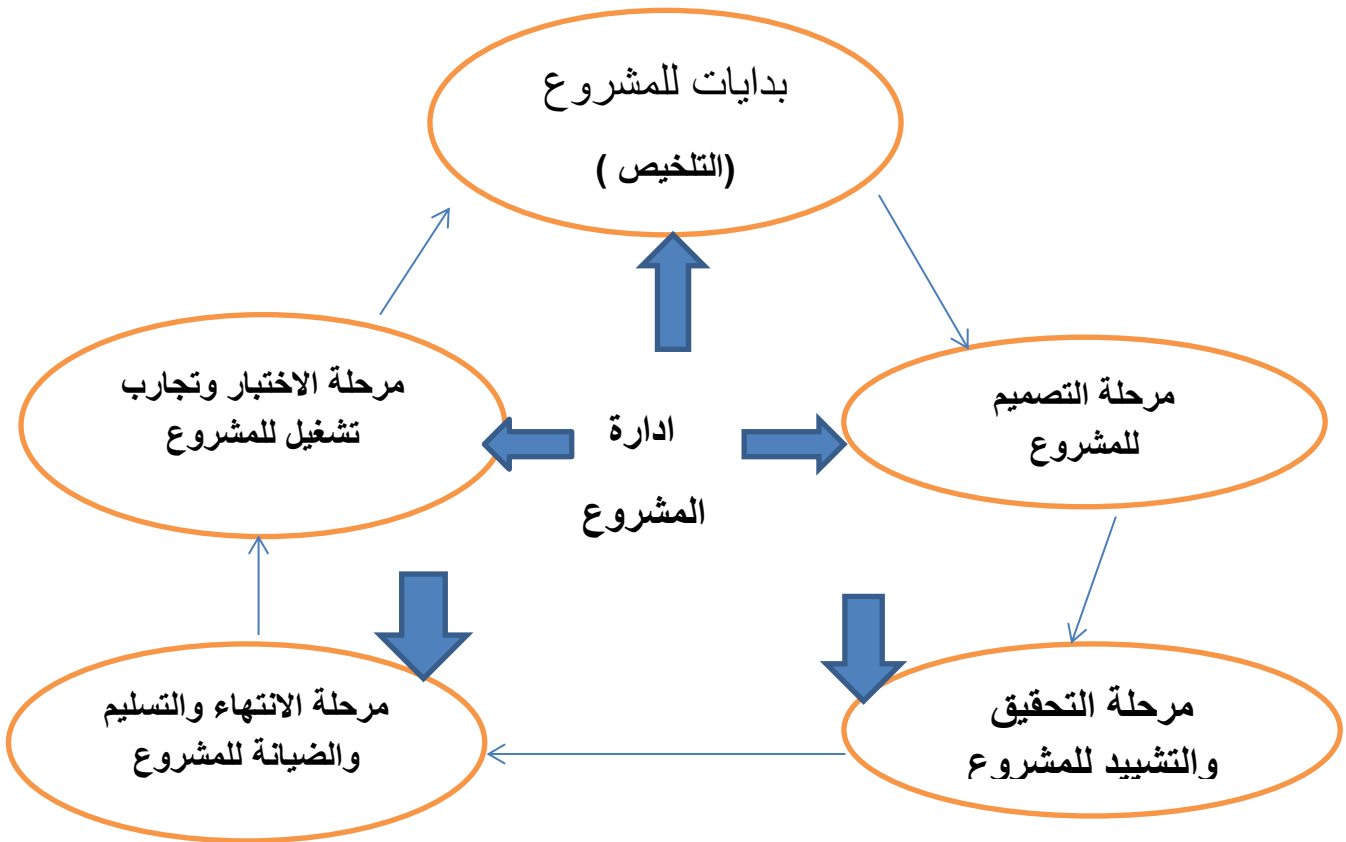 بدايات للمشروع
(التلخيص )
مرحلة الاختبار وتجارب
تشغيل للمشروع
ادارة
المشروع
مرحلة التصميم
للمشروع
مرحلة الانتهاء والتسليم
والضيانة للمشروع
مرحلة التحقيق
والتشييد للمشروع